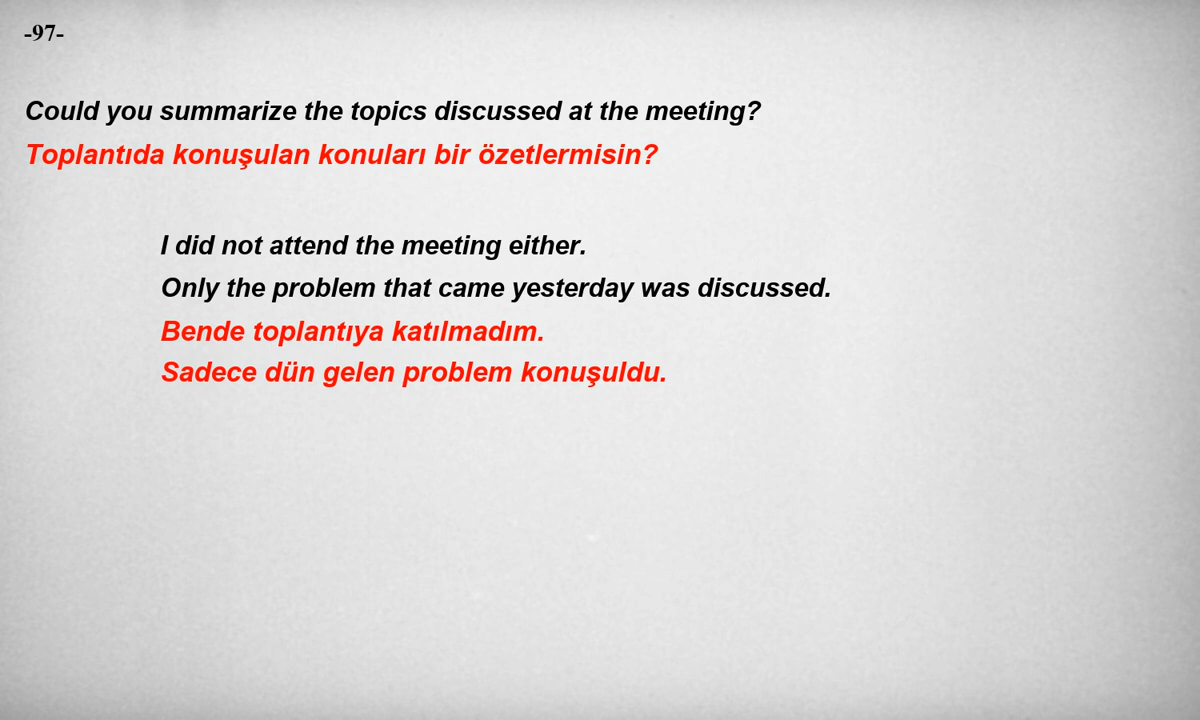 -97-
Could you summarize the topics discussed at the meeting?
Toplantıda konuşulan konuları bir özetlermisin?
I did not attend the meeting either.
Only the problem that came yesterday was discussed.
Bende toplantıya katılmadım.
Sadece dün gelen problem konuşuldu.